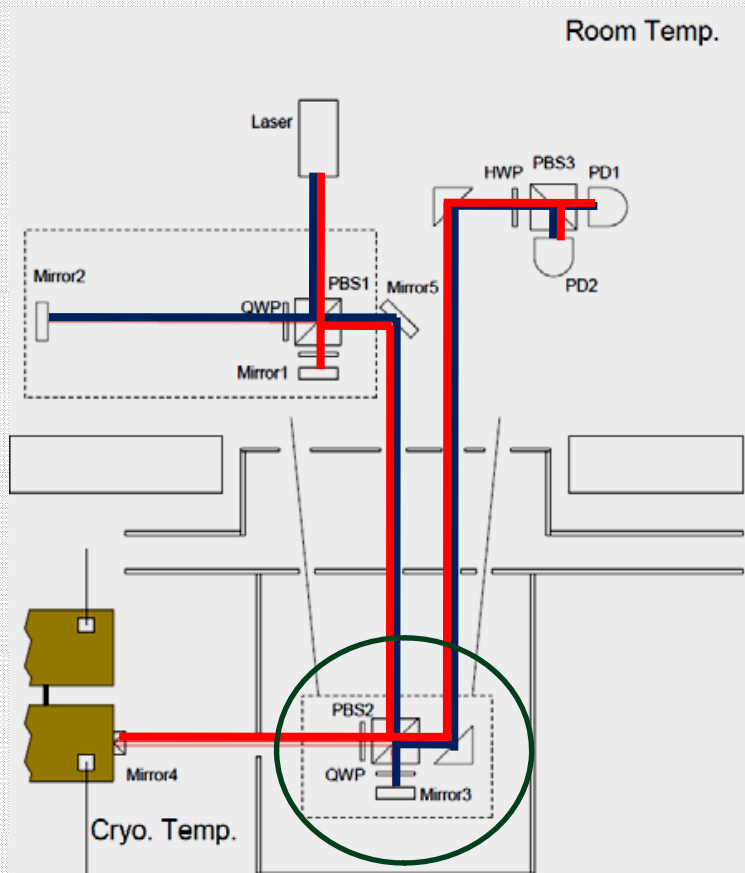 Room Temp.
Laser
PBS3
HWP
PD1
Mirror2
PBS1
Mirror5
PD2
QWP
Mirror1
PBS2
Mirror4
QWP
Mirror3
Cryo. Temp.